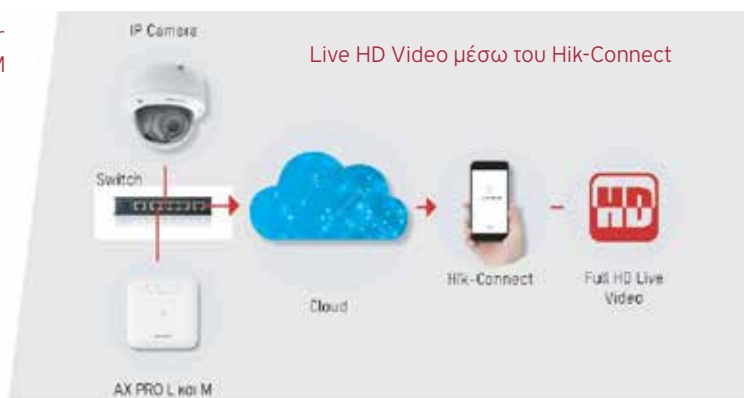 r
M
IP Camera
Live HD Video μέσω του Hik-Connect
Switch
HD
Hik-Connect
Full HD Live
Video
Cloud
AX PRO L και M